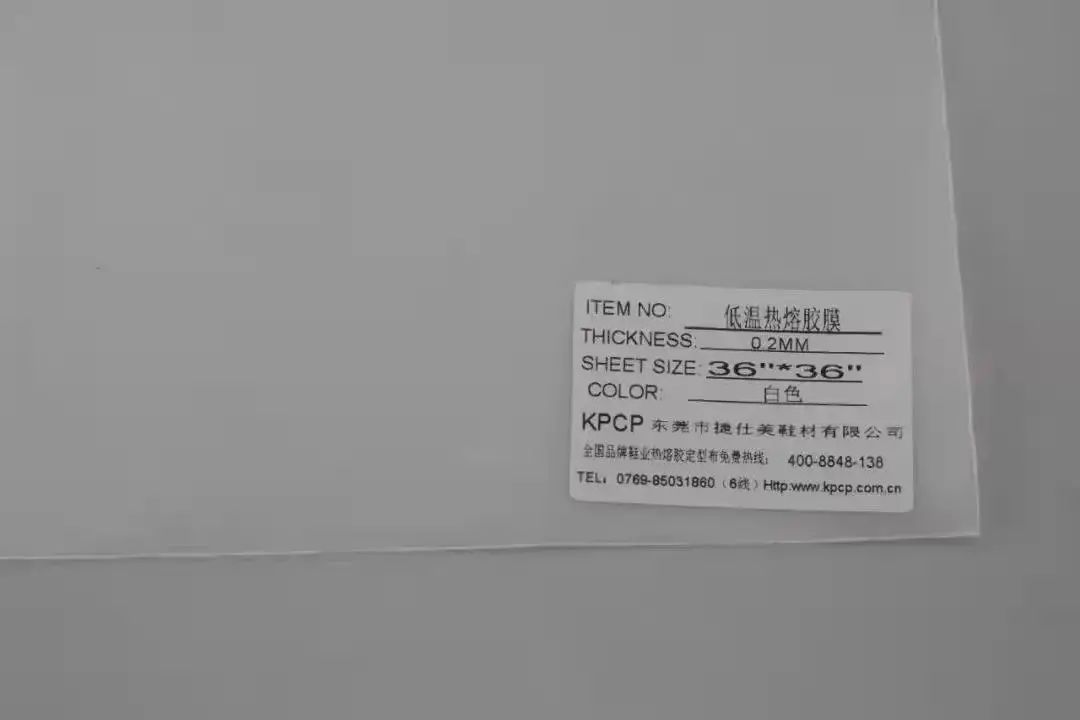 ITEM NO: 低温热熔胶膜
THICKNESS: 0.2MM
SHEET SIZE: 36"*36"
COLOR: 白色
KPCP 东莞市捷仕美鞋材有限公司
全国品牌鞋业热熔胶定型布免费热线: 400-8848-138
TEL: 0769-85031860（6线）Http:www.kpcp.com.cn